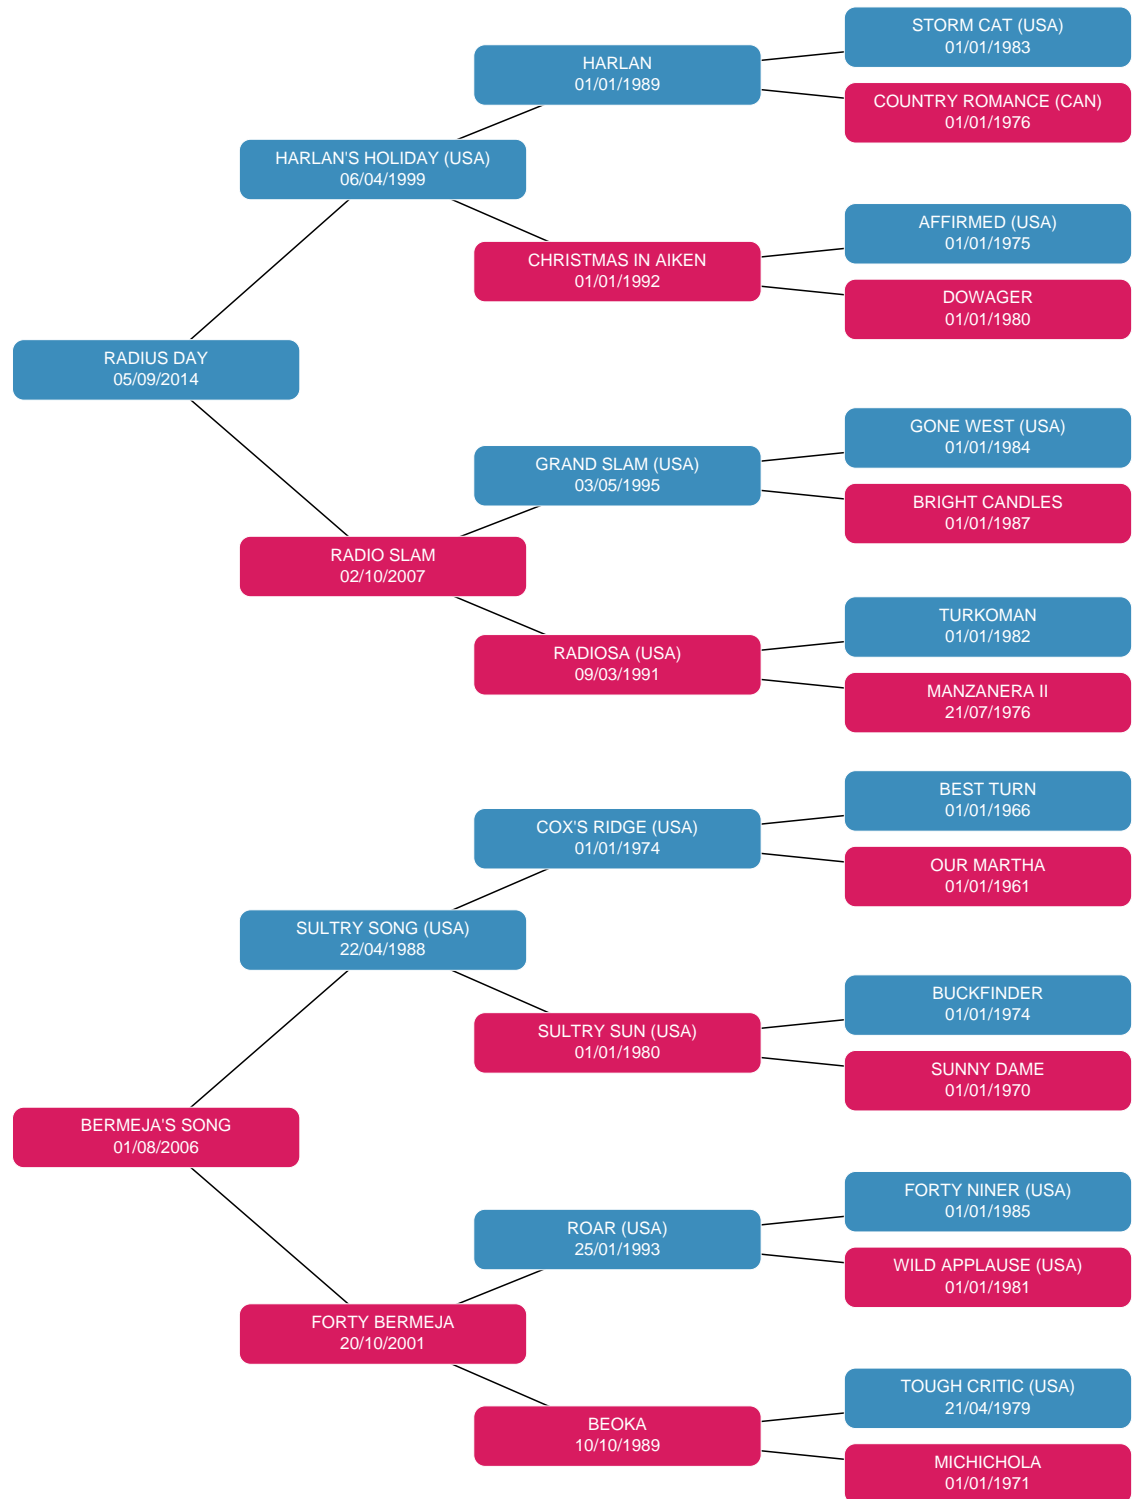 STORM CAT (USA)
01/01/1983
HARLAN
01/01/1989
COUNTRY ROMANCE (CAN)
01/01/1976
HARLAN'S HOLIDAY (USA)
06/04/1999
AFFIRMED (USA)
01/01/1975
CHRISTMAS IN AIKEN
01/01/1992
DOWAGER
01/01/1980
RADIUS DAY
05/09/2014
GONE WEST (USA)
01/01/1984
GRAND SLAM (USA)
03/05/1995
BRIGHT CANDLES
01/01/1987
RADIO SLAM
02/10/2007
TURKOMAN
01/01/1982
RADIOSA (USA)
09/03/1991
MANZANERA II
21/07/1976
BEST TURN
01/01/1966
COX'S RIDGE (USA)
01/01/1974
OUR MARTHA
01/01/1961
SULTRY SONG (USA)
22/04/1988
BUCKFINDER
01/01/1974
SULTRY SUN (USA)
01/01/1980
SUNNY DAME
01/01/1970
BERMEJA'S SONG
01/08/2006
FORTY NINER (USA)
01/01/1985
ROAR (USA)
25/01/1993
WILD APPLAUSE (USA)
01/01/1981
FORTY BERMEJA
20/10/2001
TOUGH CRITIC (USA)
21/04/1979
BEOKA
10/10/1989
MICHICHOLA
01/01/1971